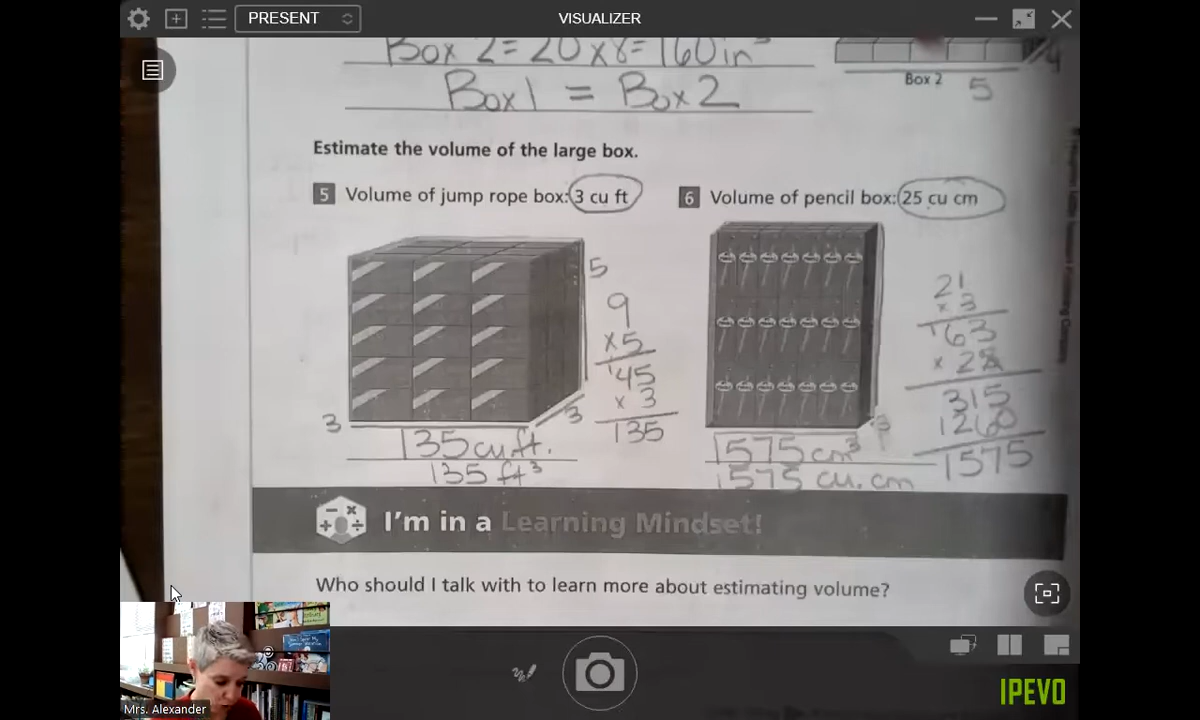 PRESENT
VISUALIZER
Box 2 = 20 x 8 = 160 in³
4
Box 2
5
Box 1 = Box 2
Estimate the volume of the large box.
5 Volume of jump rope box: 3 cu ft
6 Volume of pencil box: 25 cu cm
5
9
x 5
45
x 3
135
3
3
135 cu ft.
135 ft³
21
x 3
63
x 25
315
1260
1575
3
1575 cm³
1575 cu. cm
I'm in a Learning Mindset!
Who should I talk with to learn more about estimating volume?
Mrs. Alexander
IPEVO